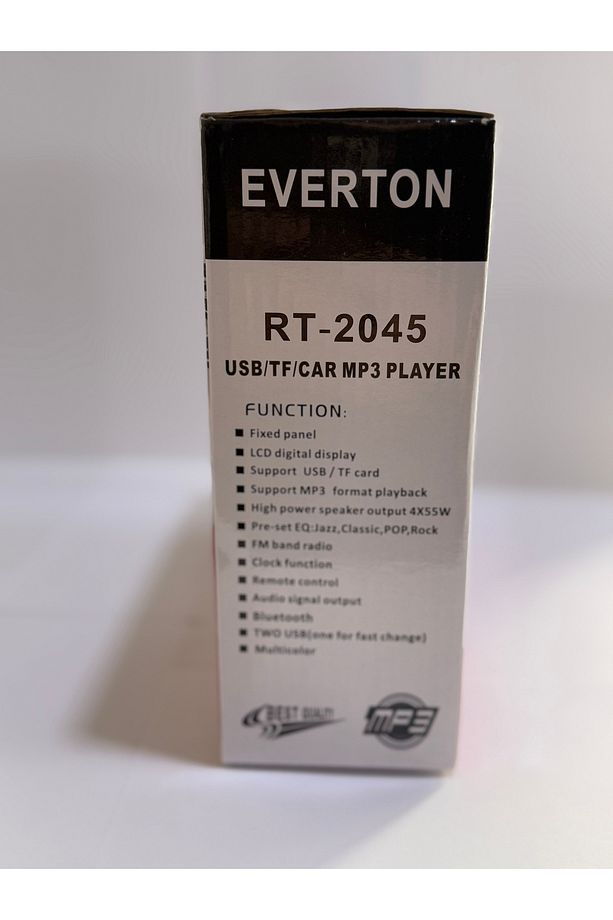 EVERTON
RT-2045
USB/TF/CAR MP3 PLAYER
FUNCTION:
■ Fixed panel
■ LCD digital display
■ Support USB / TF card
■ Support MP3 format playback
■ High power speaker output 4X55W
■ Pre-set EQ:Jazz,Classic,POP,Rock
■ FM band radio
■ Clock function
■ Remote control
■ Audio signal output
■ Bluetooth
■ TWO USB(one for fast change)
■ Multicolor
BEST QUALITY
MP3